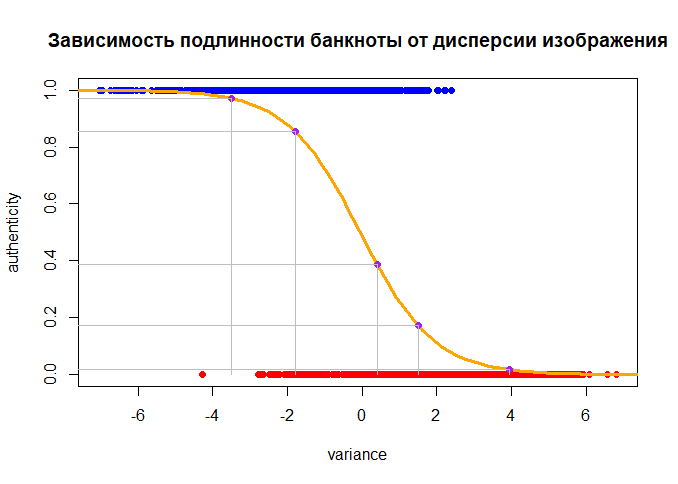 Зависимость подлинности банкноты от дисперсии изображения
authenticity
1.0
0.8
0.6
0.4
0.2
0.0
-6 -4 -2 0 2 4 6
variance